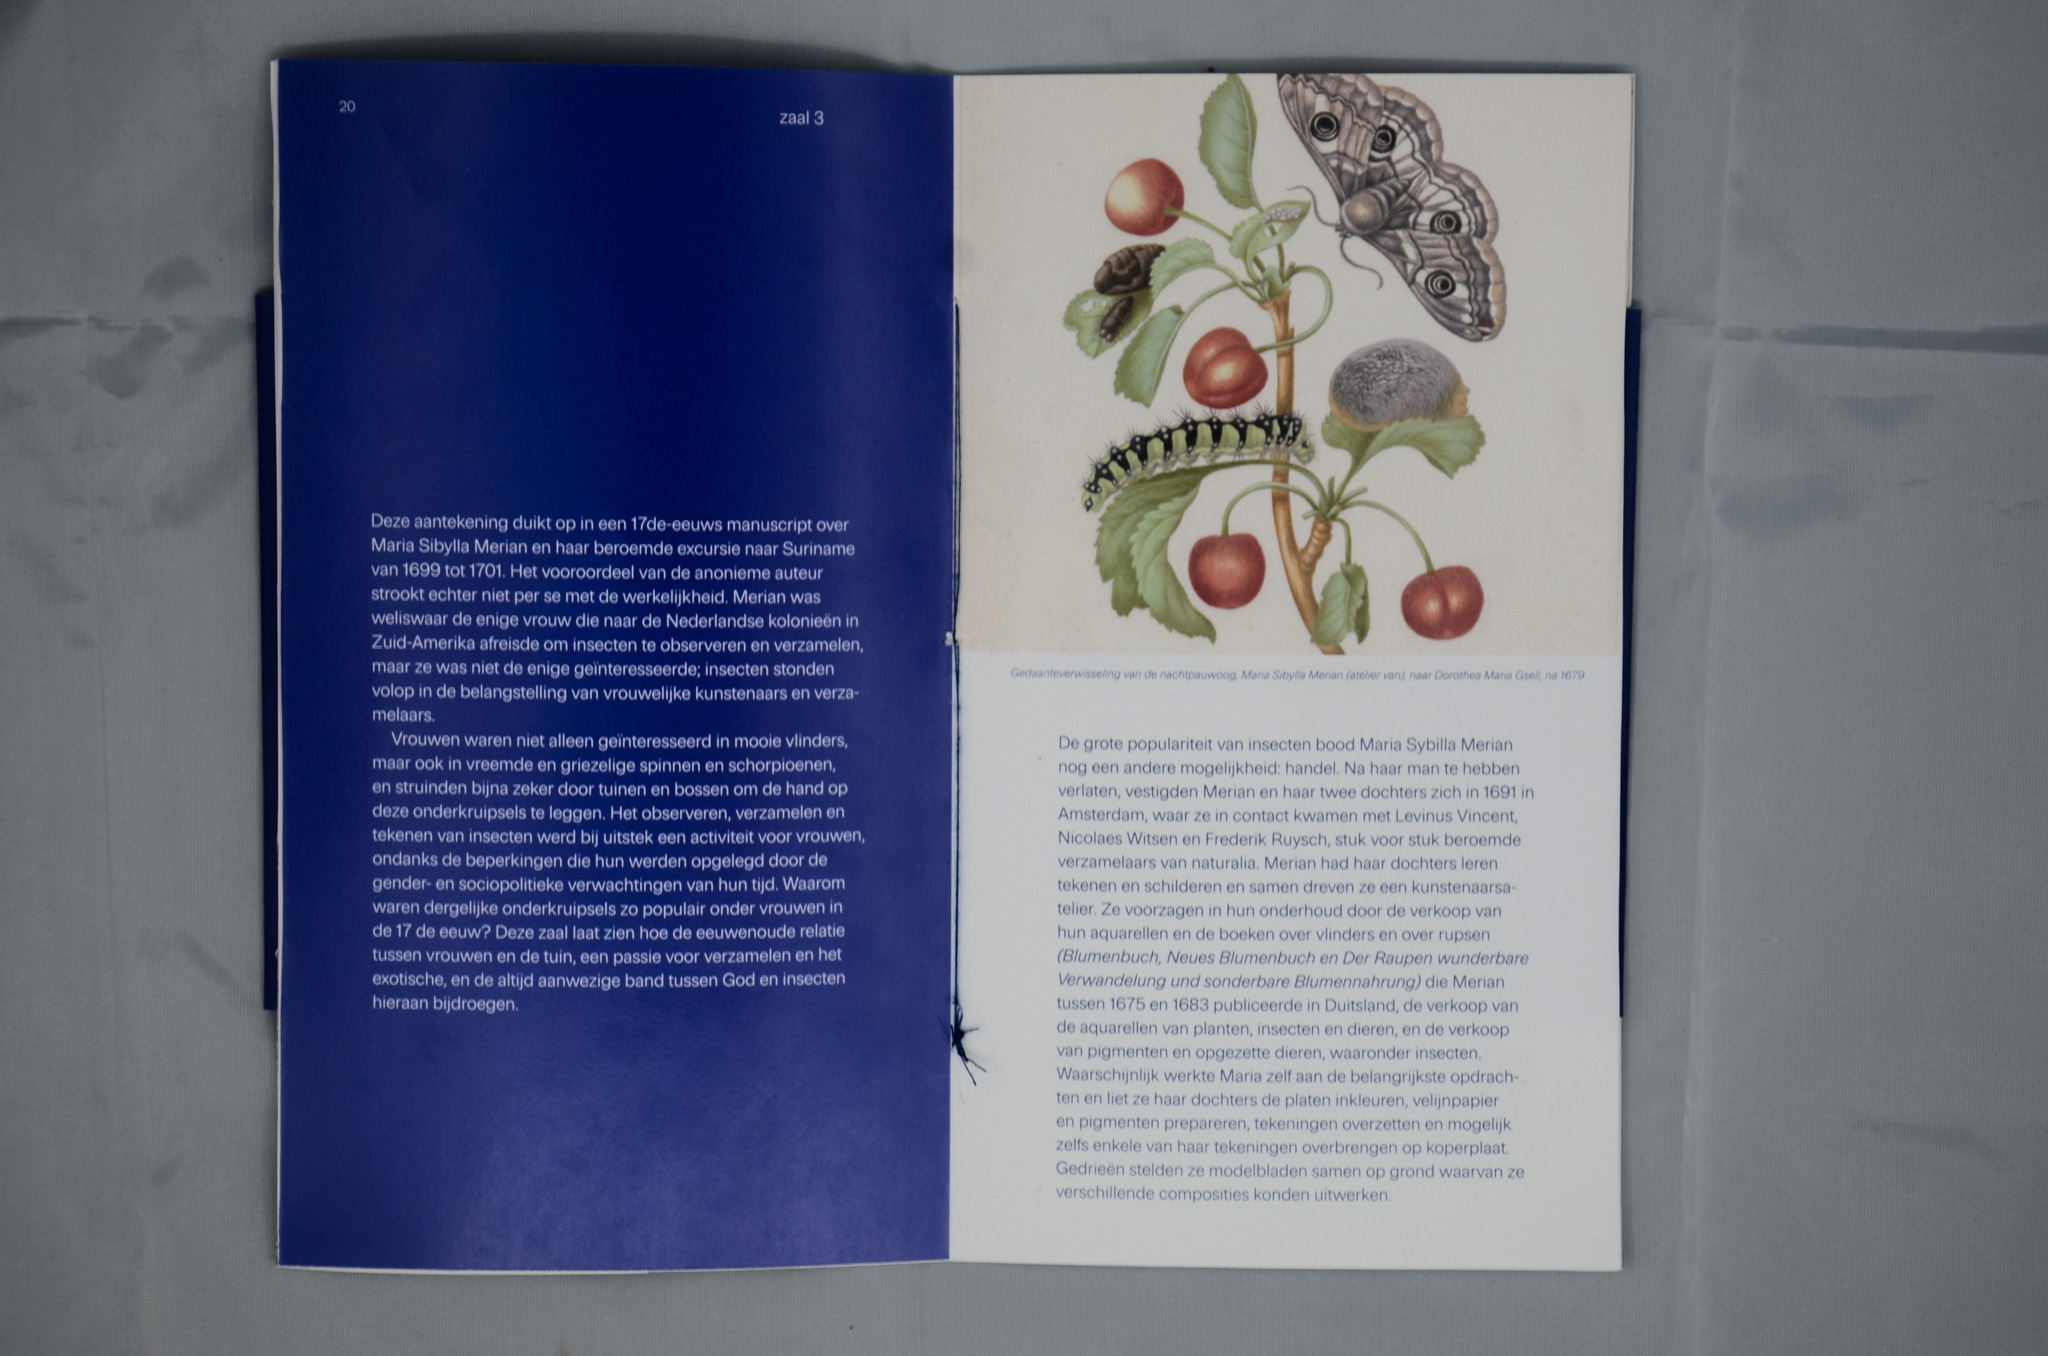 20
zaal 3
Deze aantekening duikt op in een 17de-eeuws manuscript over
Maria Sibylla Merian en haar beroemde excursie naar Suriname
van 1699 tot 1701. Het vooroordeel van de anonieme auteur
strookt echter niet per se met de werkelijkheid. Merian was
weliswaar de enige vrouw die naar de Nederlandse kolonieën in
Zuid-Amerika afreisde om insecten te observeren en verzamelen,
maar ze was niet de enige geïnteresseerde; insecten stonden
volop in de belangstelling van vrouwelijke kunstenaars en verza-
melaars.
Vrouwen waren niet alleen geïnteresseerd in mooie vlinders,
maar ook in vreemde en griezelige spinnen en schorpioenen,
en struinden bijna zeker door tuinen en bossen om de hand op
deze onderkruipsels te leggen. Het observeren, verzamelen en
tekenen van insecten werd bij uitstek een activiteit voor vrouwen,
ondanks de beperkingen die hun werden opgelegd door de
gender- en sociopolitieke verwachtingen van hun tijd. Waarom
waren dergelijke onderkruipsels zo populair onder vrouwen in
de 17 de eeuw? Deze zaal laat zien hoe de eeuwenoude relatie
tussen vrouwen en de tuin, een passie voor verzamelen en het
exotische, en de altijd aanwezige band tussen God en insecten
hieraan bijdroegen.
Gedaanteverwisseling van de nachtpauwoog, Maria Sibylla Merian (atelier van), naar Dorothea Maria Gsell, na 1679
De grote populariteit van insecten bood Maria Sybilla Merian
nog een andere mogelijkheid: handel. Na haar man te hebben
verlaten, vestigden Merian en haar twee dochters zich in 1691 in
Amsterdam, waar ze in contact kwamen met Levinus Vincent,
Nicolaes Witsen en Frederik Ruysch, stuk voor stuk beroemde
verzamelaars van naturalia. Merian had haar dochters leren
tekenen en schilderen en samen dreven ze een kunstenaarsa-
telier. Ze voorzagen in hun onderhoud door de verkoop van
hun aquarellen en de boeken over vlinders en over rupsen
(Blumenbuch, Neues Blumenbuch en Der Raupen wunderbare
Verwandelung und sonderbare Blumennahrung) die Merian
tussen 1675 en 1683 publiceerde in Duitsland, de verkoop van
de aquarellen van planten, insecten en dieren, en de verkoop
van pigmenten en opgezette dieren, waaronder insecten.
Waarschijnlijk werkte Maria zelf aan de belangrijkste opdrach-
ten en liet ze haar dochters de platen inkleuren, velijnpapier
en pigmenten prepareren, tekeningen overzetten en mogelijk
zelfs enkele van haar tekeningen overbrengen op koperplaat.
Gedrieën stelden ze modelbladen samen op grond waarvan ze
verschillende composities konden uitwerken.